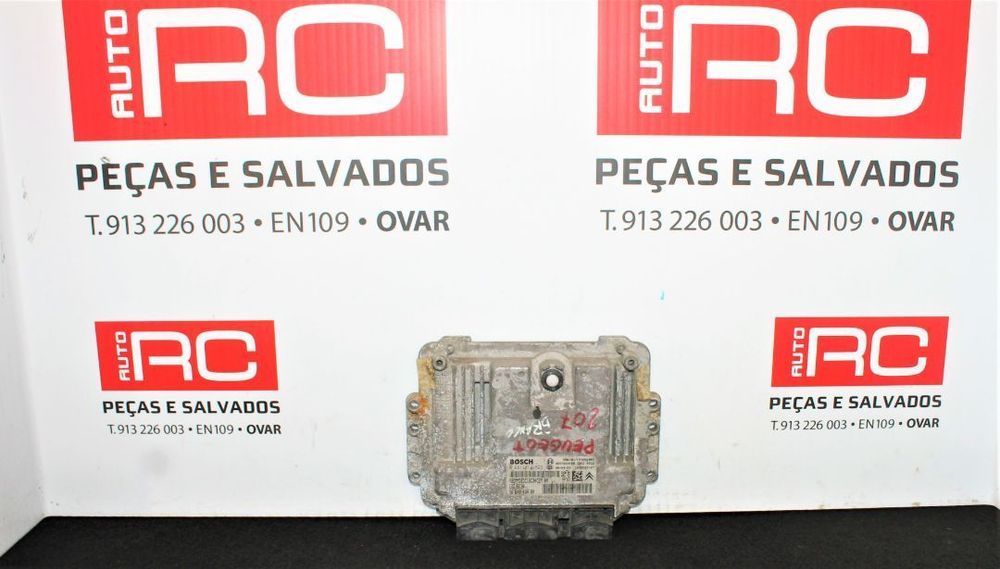 AUTO RC
PEÇAS E SALVADOS
T. 913 226 003 • EN109 • OVAR
AUTO RC
PEÇAS E SALVADOS
T. 913 226 003 • EN109 • OVAR
AUTO RC
PEÇAS E SALVADOS
T. 913 226 003 • EN109 • OVAR
AUTO RC
PEÇAS E SALVADOS
T. 913 226 003 • EN109 • OVAR
207
PEUGEOT
BOSCH